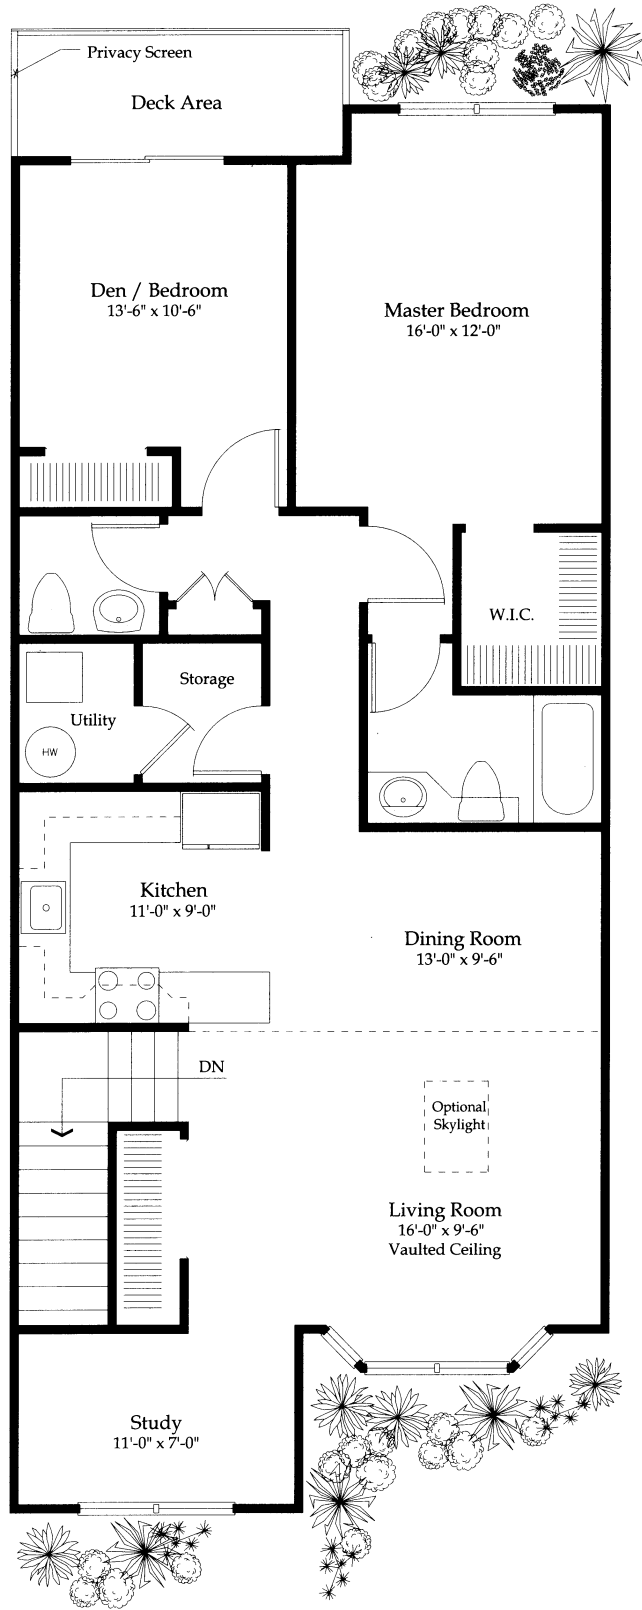 Privacy Screen
Deck Area
Den / Bedroom
13'-6" x 10'-6"
Master Bedroom
16'-0" x 12'-0"
W.I.C.
Storage
Utility
HW
Kitchen
11'-0" x 9'-0"
Dining Room
13'-0" x 9'-6"
DN
Optional
Skylight
Living Room
16'-0" x 9'-6"
Vaulted Ceiling
Study
11'-0" x 7'-0"